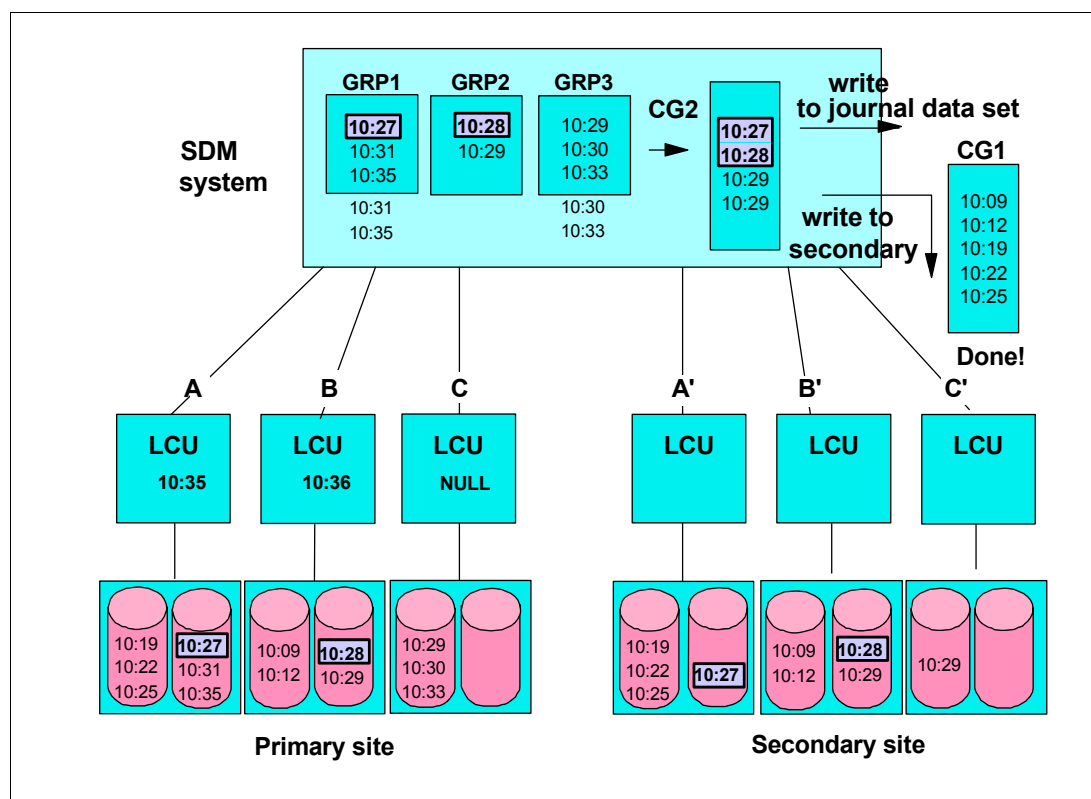 SDM
system
GRP1
10:27
10:31
10:35
10:31
10:35
GRP2
10:28
10:29
GRP3
10:29
10:30
10:33
10:30
10:33
CG2
10:27
10:28
10:29
10:29
write
to journal data set
write to
secondary
CG1
10:09
10:12
10:19
10:22
10:25
Done!
A
B
C
A'
B'
C'
LCU
10:35
LCU
10:36
LCU
NULL
LCU
LCU
LCU
10:19
10:22
10:25
10:27
10:31
10:35
10:09
10:12
10:28
10:29
10:29
10:30
10:33
10:19
10:22
10:25
10:27
10:09
10:12
10:28
10:29
10:29
Primary site
Secondary site